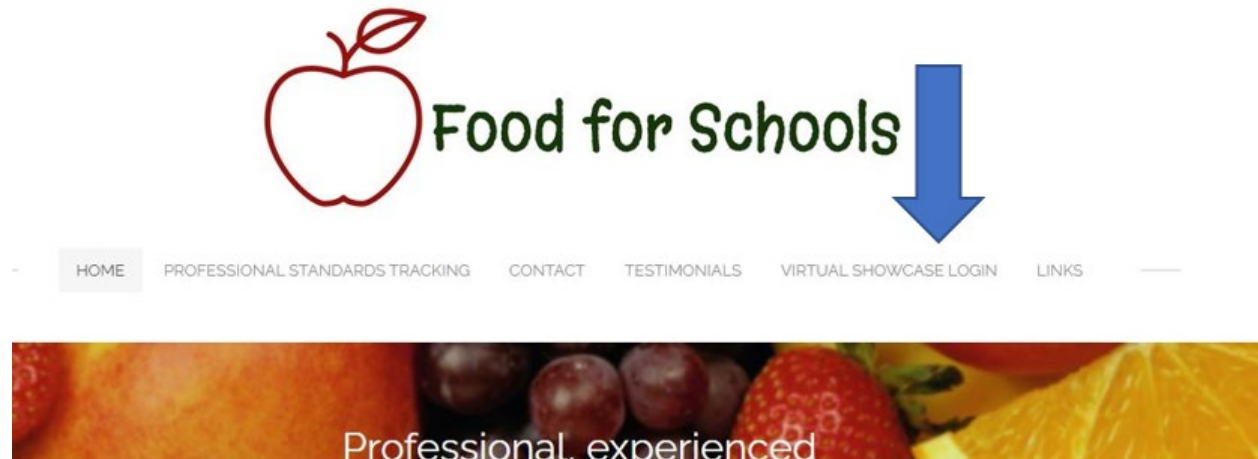 Food for Schools
HOME PROFESSIONAL STANDARDS TRACKING CONTACT TESTIMONIALS VIRTUAL SHOWCASE LOGIN LINKS
Professional, experienced